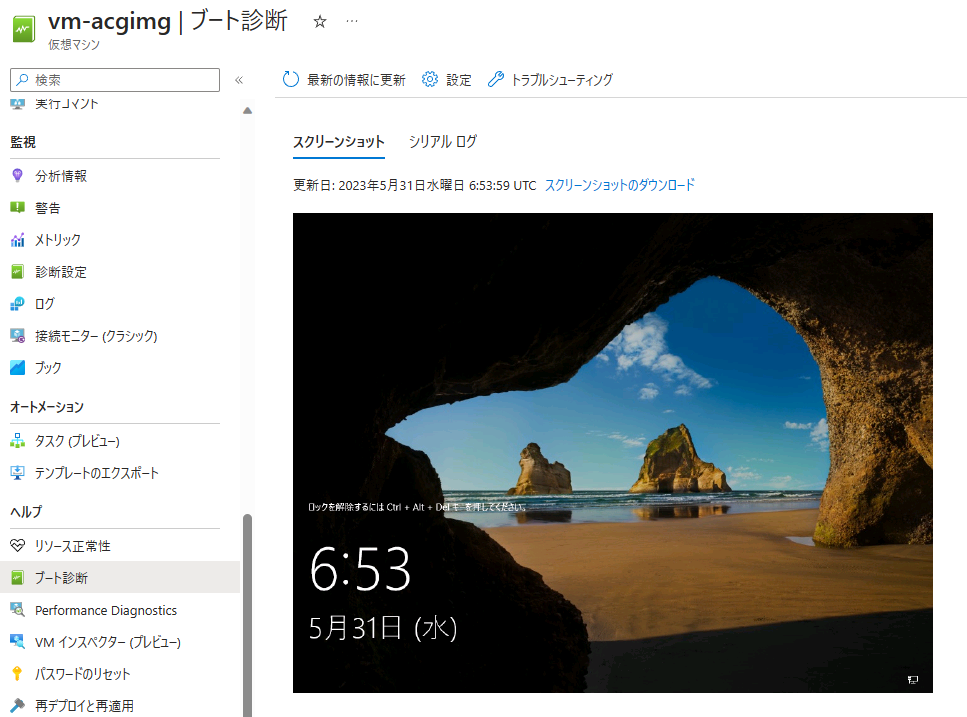 vm-acgimg | ブート診断
仮想マシン
検索
最新の情報に更新 設定 トラブルシューティング
実行コマンド
監視
分析情報
警告
メトリック
診断設定
ログ
接続モニター (クラシック)
ブック
オートメーション
タスク (プレビュー)
テンプレートのエクスポート
ヘルプ
リソース正常性
ブート診断
Performance Diagnostics
VM インスペクター (プレビュー)
パスワードのリセット
再デプロイと再適用
スクリーンショット シリアル ログ
更新日: 2023年5月31日水曜日 6:53:59 UTC スクリーンショットのダウンロード
ロックを解除するには Ctrl + Alt + Del キーを押してください。
6:53
5月31日 (水)